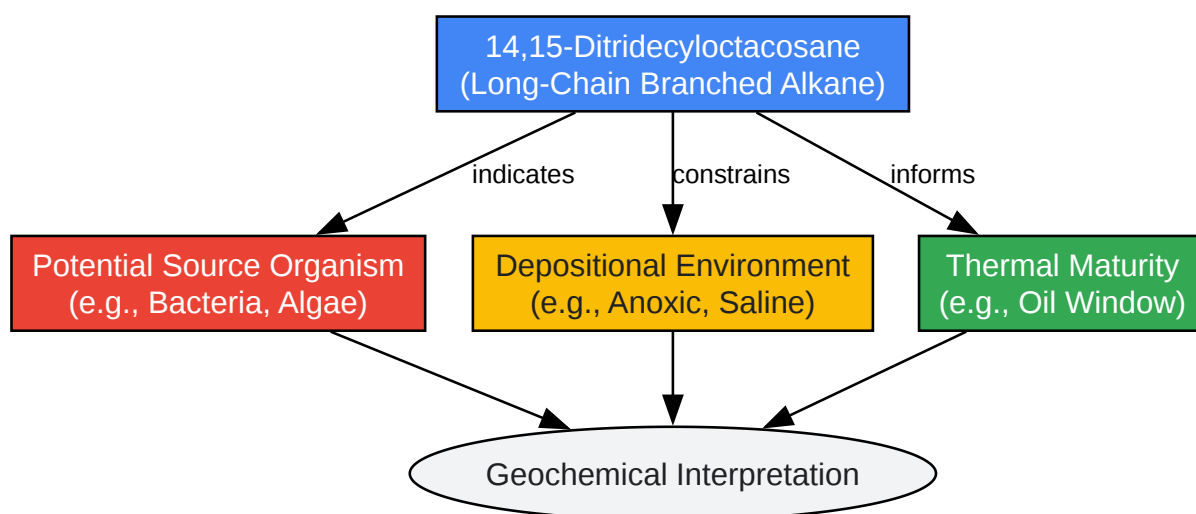 14,15-Ditridecyloctacosane
(Long-Chain Branched Alkane)
indicates
constrains
informs
Potential Source Organism
(e.g., Bacteria, Algae)
Depositional Environment
(e.g., Anoxic, Saline)
Thermal Maturity
(e.g., Oil Window)
Geochemical Interpretation